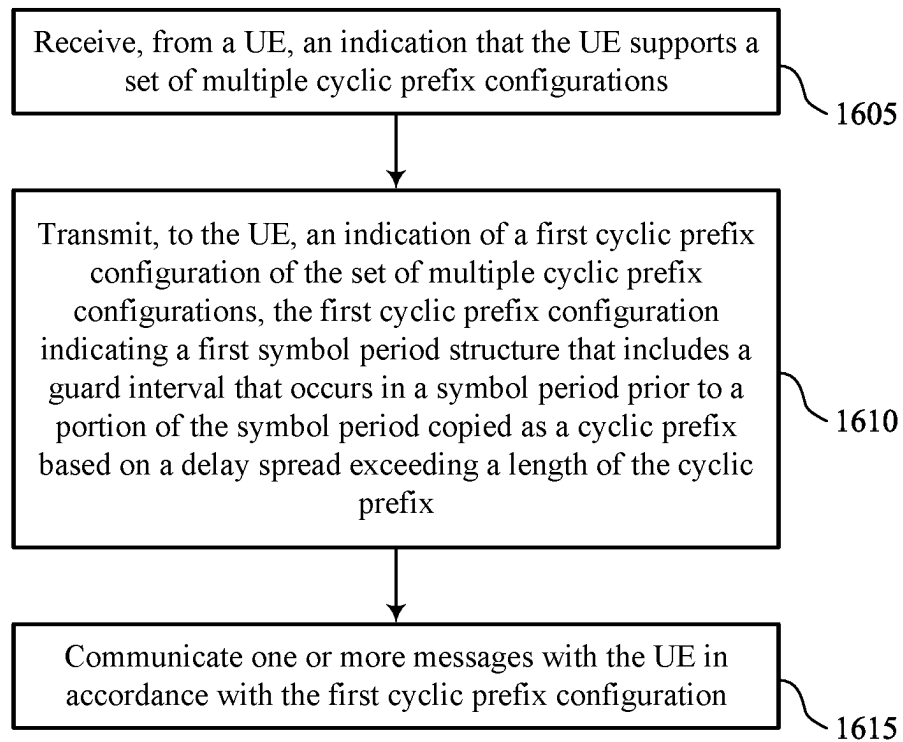 Receive, from a UE, an indication that the UE supports a
set of multiple cyclic prefix configurations
1605
Transmit, to the UE, an indication of a first cyclic prefix
configuration of the set of multiple cyclic prefix
configurations, the first cyclic prefix configuration
indicating a first symbol period structure that includes a
guard interval that occurs in a symbol period prior to a
portion of the symbol period copied as a cyclic prefix
based on a delay spread exceeding a length of the cyclic
prefix
1610
Communicate one or more messages with the UE in
accordance with the first cyclic prefix configuration
1615